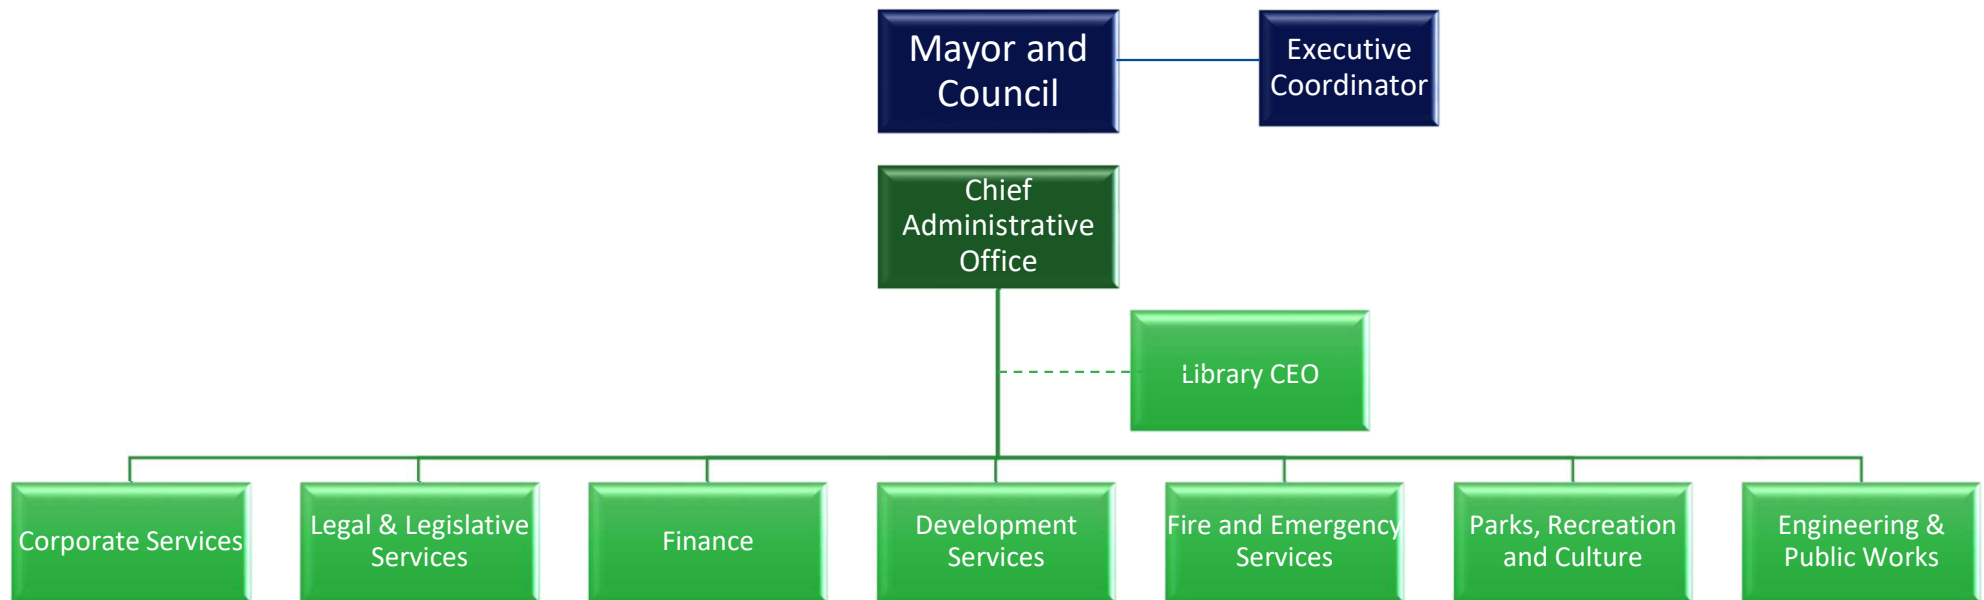 Mayor and
Council
Executive
Coordinator
Chief
Administrative
Office
Library CEO
Corporate Services
Legal & Legislative
Services
Finance
Development
Services
Fire and Emergency
Services
Parks, Recreation
and Culture
Engineering &
Public Works